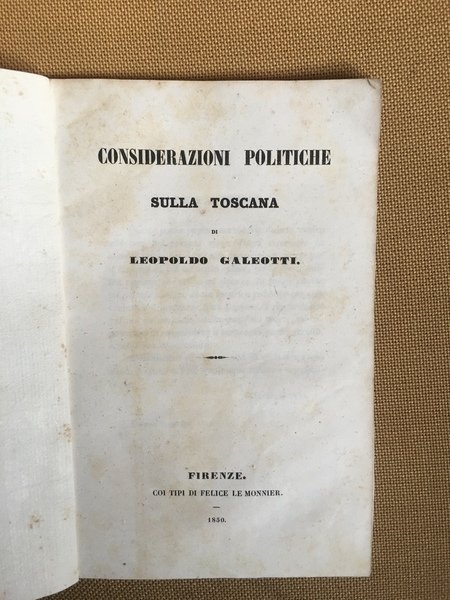 CONSIDERAZIONI POLITICHE
SULLA TOSCANA
DI
LEOPOLDO GALEOTTI.
FIRENZE.
COI TIPI DI FELICE LE MONNIER.
—
1850.